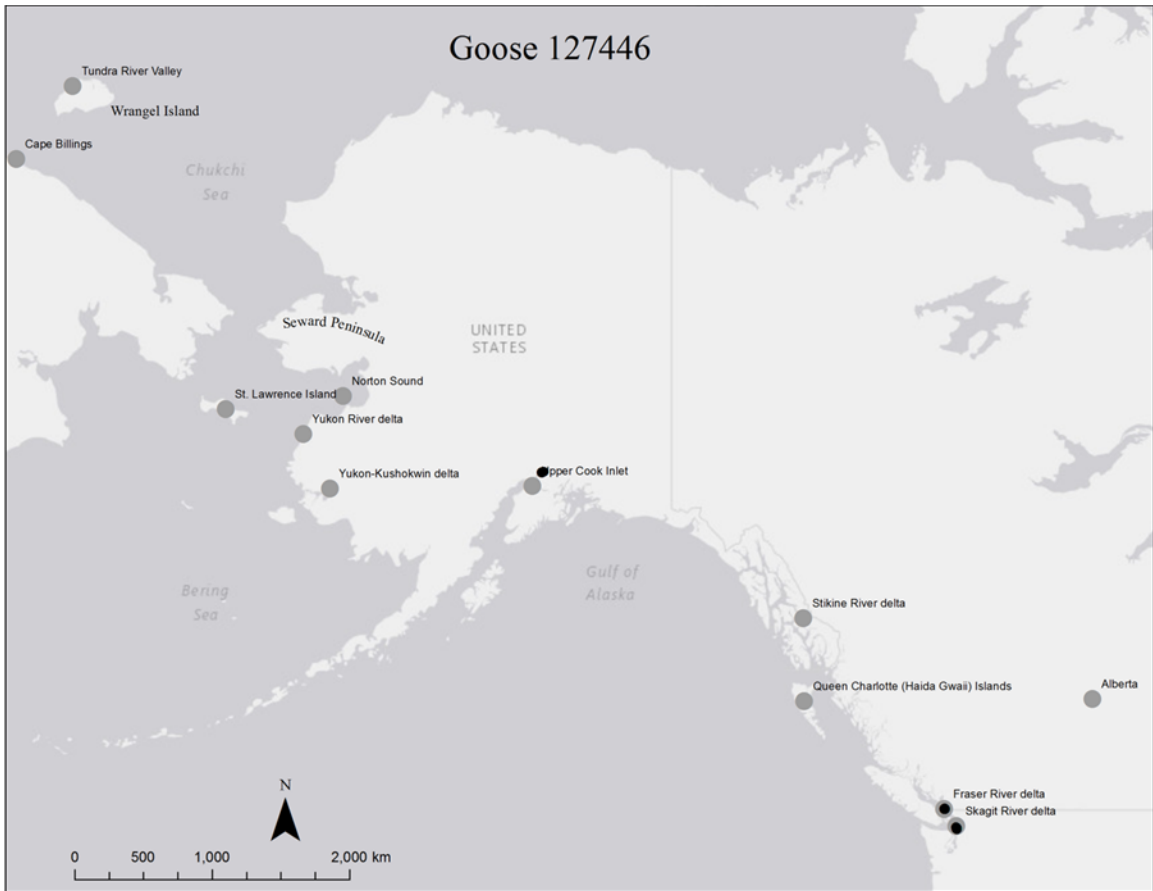 Goose 127446
Tundra River Valley
Wrangel Island
Cape Billings
Chukchi
Sea
Seward Peninsula
UNITED
STATES
Norton Sound
St. Lawrence Island
Yukon River delta
Yukon-Kushokwin delta
Upper Cook Inlet
Gulf of
Alaska
Bering
Sea
Stikine River delta
Queen Charlotte (Haida Gwaii) Islands
Alberta
Fraser River delta
Skagit River delta
N
0 500 1,000 2,000 km